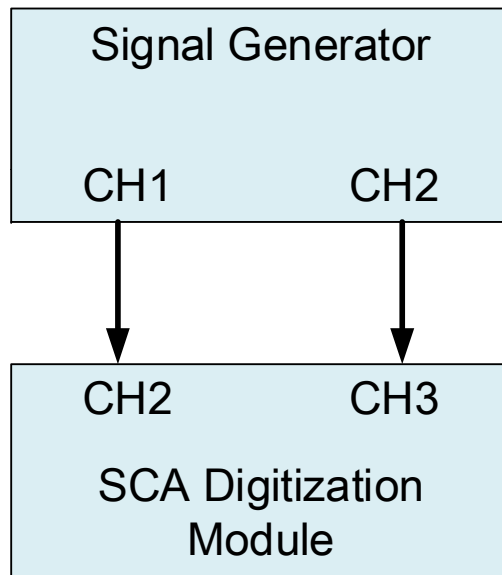 Signal Generator
CH1 CH2
CH2 CH3
SCA Digitization
Module